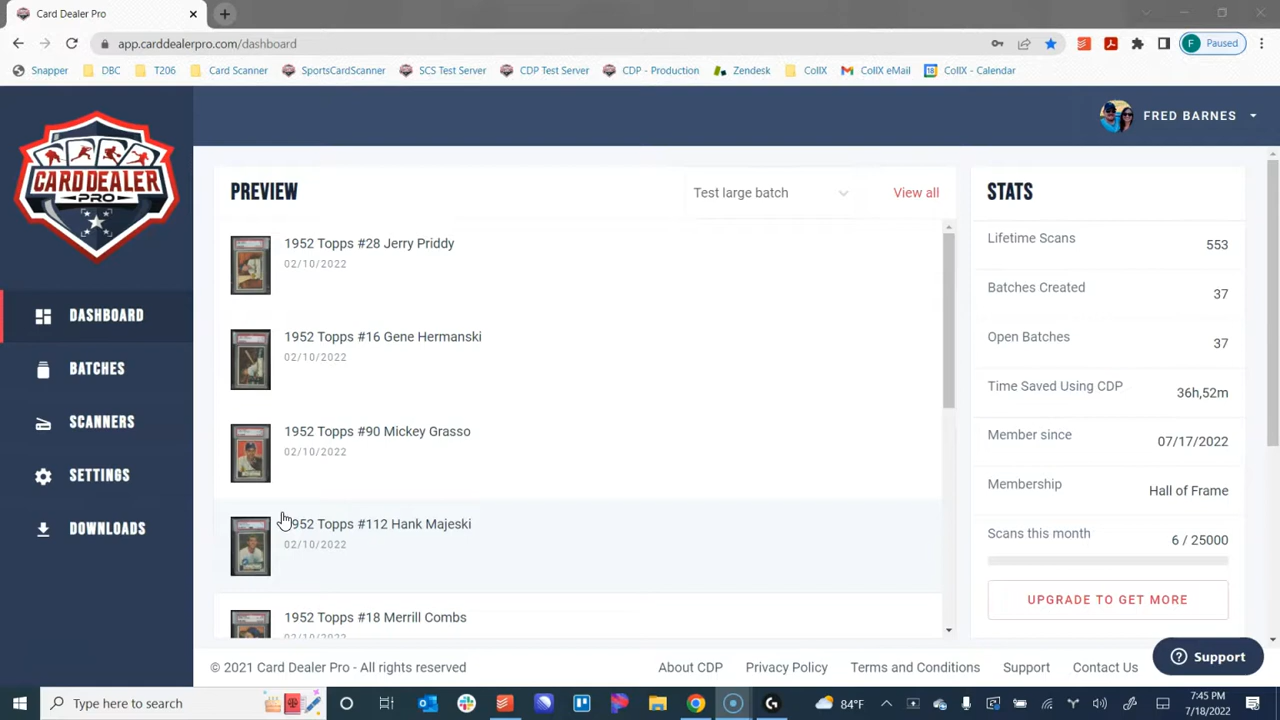 Card Dealer Pro
app.carddealerpro.com/dashboard
F Paused
Snapper DBC T206 Card Scanner SportsCardScanner SCS Test Server CDP Test Server CDP - Production Zendesk CollX CollX eMail CollX - Calendar
CARD DEALER
PRO
FRED BARNES
DASHBOARD
BATCHES
SCANNERS
SETTINGS
DOWNLOADS
PREVIEW Test large batch View all
1952 Topps #28 Jerry Priddy
02/10/2022
1952 Topps #16 Gene Hermanski
02/10/2022
1952 Topps #90 Mickey Grasso
02/10/2022
1952 Topps #112 Hank Majeski
02/10/2022
1952 Topps #18 Merrill Combs
02/10/2022
STATS
Lifetime Scans 553
Batches Created 37
Open Batches 37
Time Saved Using CDP 36h,52m
Member since 07/17/2022
Membership Hall of Frame
Scans this month 6 / 25000
UPGRADE TO GET MORE
Support
© 2021 Card Dealer Pro - All rights reserved About CDP Privacy Policy Terms and Conditions Support Contact Us
Type here to search 84°F 7:45 PM
7/18/2022